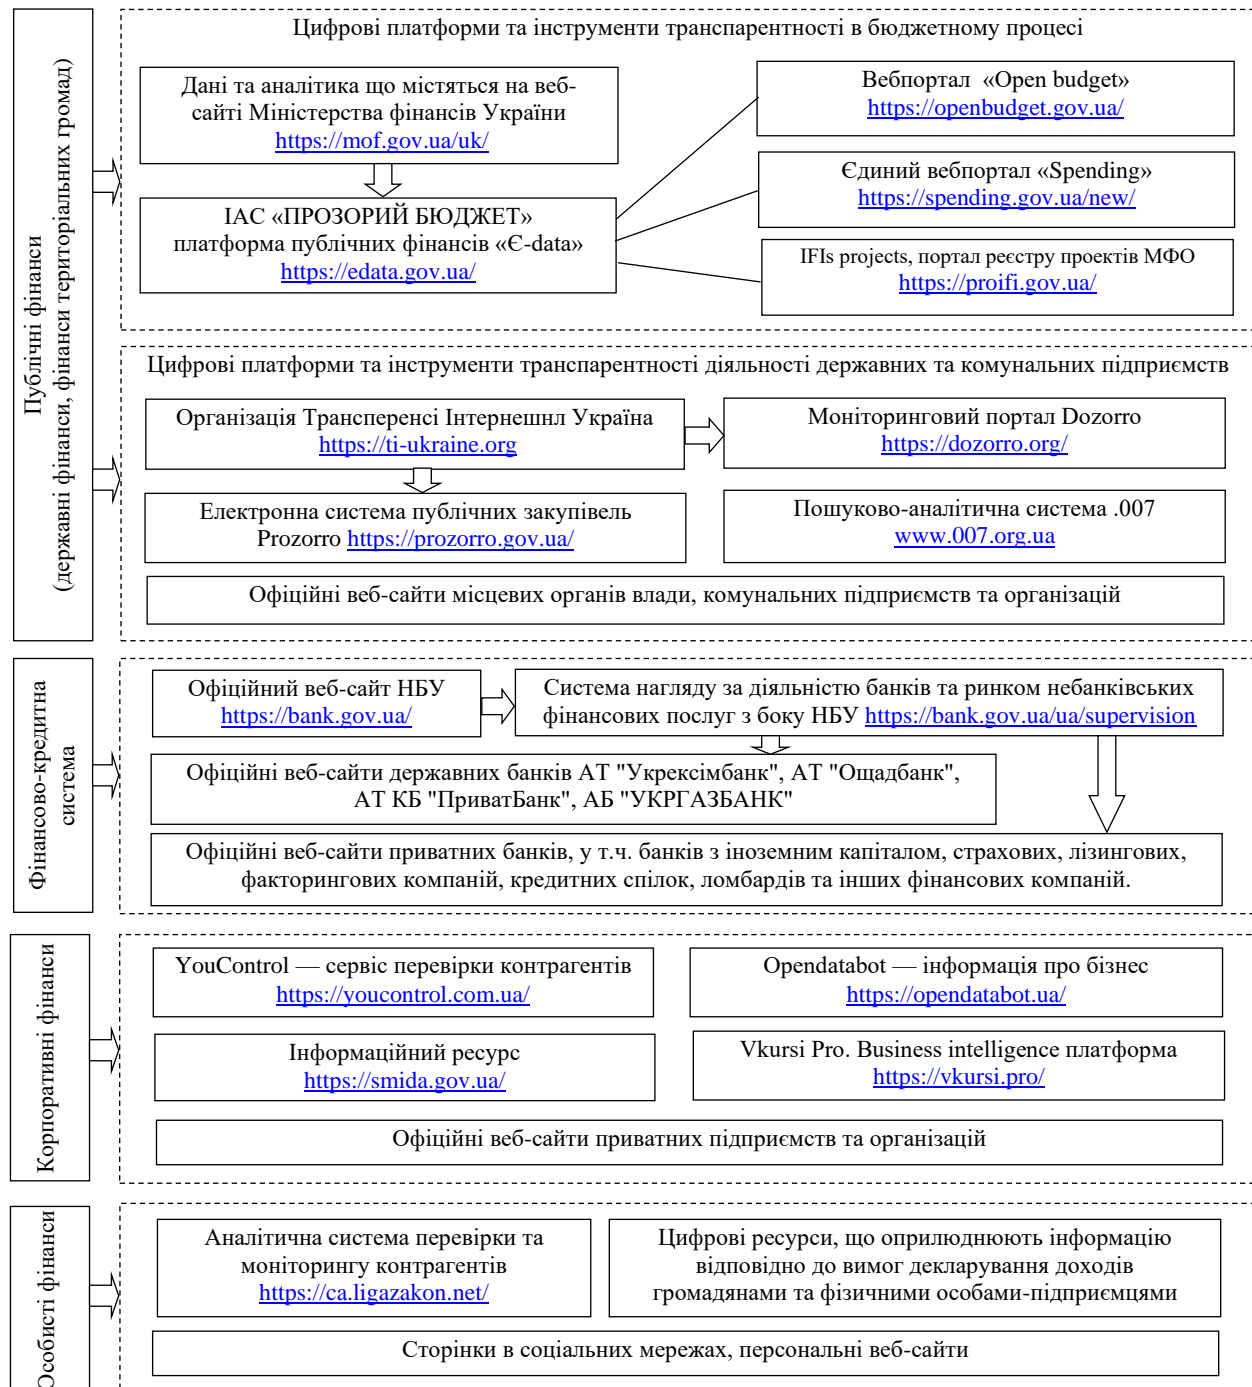 Публічні фінанси
(державні фінанси, фінанси територіальних громад)
Цифрові платформи та інструменти транспарентності в бюджетному процесі
Дані та аналітика що містяться на веб-
сайті Міністерства фінансів України
https://mof.gov.ua/uk/
ІАС «ПРОЗОРИЙ БЮДЖЕТ»
платформа публічних фінансів «Є-data»
https://edata.gov.ua/
Вебпортал «Open budget»
https://openbudget.gov.ua/
Єдиний вебпортал «Spending»
https://spending.gov.ua/new/
IFIs projects, портал реєстру проектів МФО
https://proifi.gov.ua/
Цифрові платформи та інструменти транспарентності діяльності державних та комунальних підприємств
Організація Трансперенсі Інтернешнл Україна
https://ti-ukraine.org
Моніторинговий портал Dozorro
https://dozorro.org/
Електронна система публічних закупівель
Prozorro https://prozorro.gov.ua/
Пошуково-аналітична система .007
www.007.org.ua
Офіційні веб-сайти місцевих органів влади, комунальних підприємств та організацій
Фінансово-кредитна
система
Офіційний веб-сайт НБУ
https://bank.gov.ua/
Система нагляду за діяльністю банків та ринком небанківських
фінансових послуг з боку НБУ https://bank.gov.ua/ua/supervision
Офіційні веб-сайти державних банків АТ "Укрексімбанк", АТ "Ощадбанк",
АТ КБ "ПриватБанк", АБ "УКРГАЗБАНК"
Офіційні веб-сайти приватних банків, у т.ч. банків з іноземним капіталом, страхових, лізингових,
факторингових компаній, кредитних спілок, ломбардів та інших фінансових компаній.
Корпоративні фінанси
YouControl — сервіс перевірки контрагентів
https://youcontrol.com.ua/
Opendatabot — інформація про бізнес
https://opendatabot.ua/
Інформаційний ресурс
https://smida.gov.ua/
Vkursi Pro. Business intelligence платформа
https://vkursi.pro/
Офіційні веб-сайти приватних підприємств та організацій
Особисті фінанси
Аналітична система перевірки та
моніторингу контрагентів
https://ca.ligazakon.net/
Цифрові ресурси, що оприлюднюють інформацію
відповідно до вимог декларування доходів
громадянами та фізичними особами-підприємцями
Сторінки в соціальних мережах, персональні веб-сайти